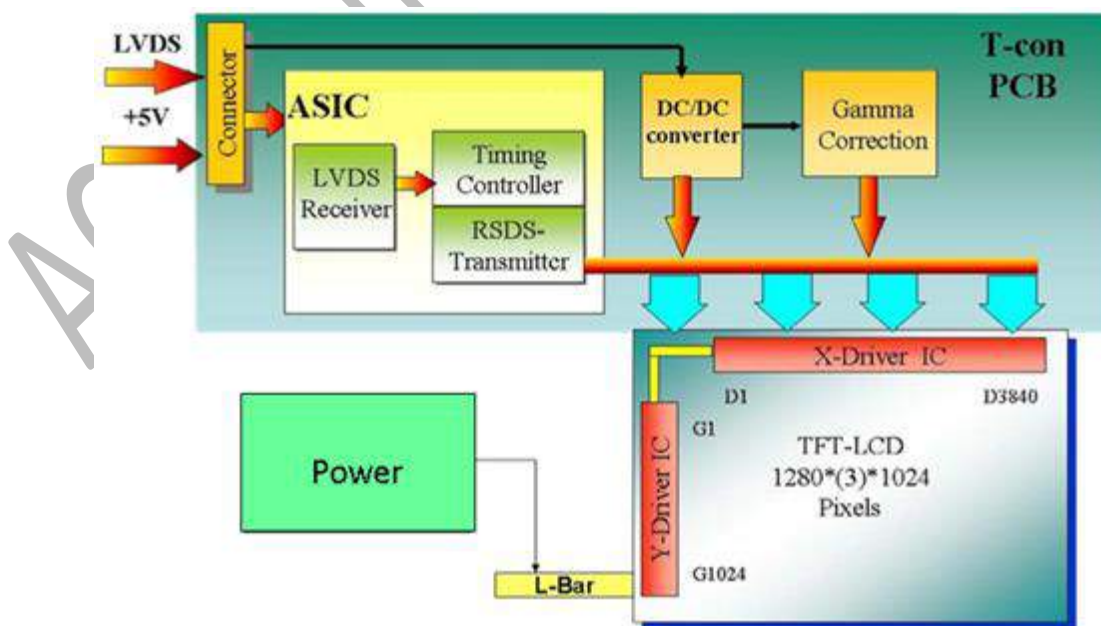 LVDS
+5V
Connector
ASIC
LVDS
Receiver
Timing
Controller
RSDS-
Transmitter
DC/DC
converter
Gamma
Correction
T-con
PCB
X-Driver IC
D1
D3840
G1
Y-Driver IC
TFT-LCD
1280*(3)*1024
Pixels
G1024
Power
L-Bar